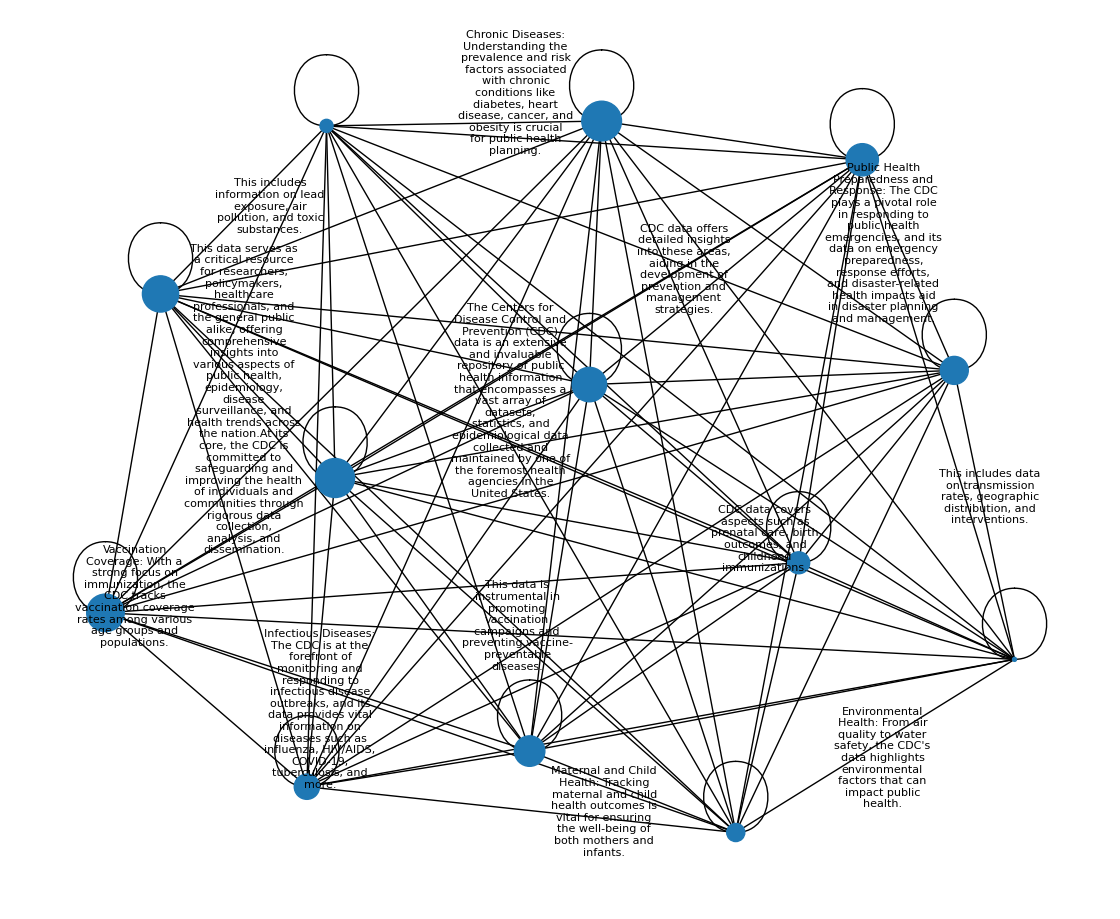 Chronic Diseases:
Understanding the
prevalence and risk
factors associated
with chronic
conditions like
diabetes, heart
disease, cancer, and
obesity is crucial
for public health
planning.
This includes
information on lead
exposure, air
pollution, and toxic
substances.
Public Health
Preparedness and
Response: The CDC
plays a pivotal role
in responding to
public health
emergencies, and its
data on emergency
preparedness,
response efforts,
and disaster-related
health impacts aid
in disaster planning
and management.
CDC data offers
detailed insights
into these areas,
aiding in the
development of
prevention and
management
strategies.
This data serves as
a critical resource
for researchers,
policymakers,
healthcare
professionals, and
the general public
alike, offering
comprehensive
insights into
various aspects of
public health,
epidemiology,
disease
surveillance, and
health trends across
the nation.At its
core, the CDC is
committed to
safeguarding and
improving the health
of individuals and
communities through
rigorous data
collection,
analysis, and
dissemination.
The Centers for
Disease Control and
Prevention (CDC)
data is an extensive
and invaluable
repository of public
health information
that encompasses a
vast array of
datasets,
statistics, and
epidemiological data
collected and
maintained by one of
the foremost health
agencies in the
United States.
This includes data
on transmission
rates, geographic
distribution, and
interventions.
CDC data covers
aspects such as
prenatal care, birth
outcomes, and
childhood
immunizations.
Vaccination
Coverage: With a
strong focus on
immunization, the
CDC tracks
vaccination coverage
rates among various
age groups and
populations.
This data is
instrumental in
promoting
vaccination
campaigns and
preventing vaccine-
preventable
diseases.
Infectious Diseases:
The CDC is at the
forefront of
monitoring and
responding to
infectious disease
outbreaks, and its
data provides vital
information on
diseases such as
influenza, HIV/AIDS,
COVID-19,
tuberculosis, and
more.
Environmental
Health: From air
quality to water
safety, the CDC's
data highlights
environmental
factors that can
impact public
health.
Maternal and Child
Health: Tracking
maternal and child
health outcomes is
vital for ensuring
the well-being of
both mothers and
infants.